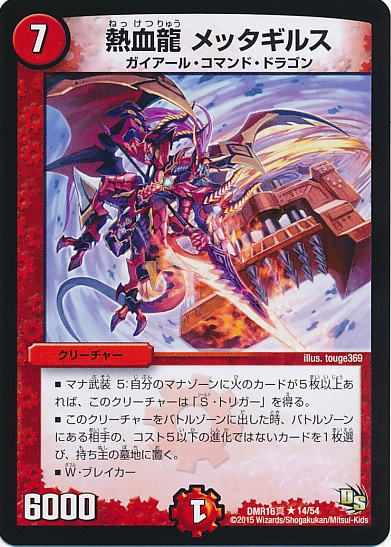 7
ねっけつりゅう
熱血龍 メッタギルス
ガイアール・コマンド・ドラゴン
クリーチャー
illus. touge369
■マナ武装 5:自分のマナゾーンに火のカードが5枚以上あ
れば、このクリーチャーは「S・トリガー」を得る。
■このクリーチャーをバトルゾーンに出した時、バトルゾーン
にある相手の、コスト5以下の進化ではないカードを1枚選
び、持ち主の墓地に置く。
■W・ブレイカー
6000
1
DS
DMR16真 ★ 14/54
©2015 Wizards/Shogakukan/Mitsui-Kids